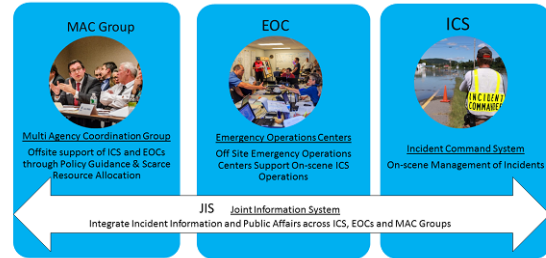 MAC Group
Multi Agency Coordination Group
Offsite support of ICS and EOCs
through Policy Guidance & Scarce
Resource Allocation
EOC
Emergency Operations Centers
Off Site Emergency Operations
Centers Support On-scene ICS
Operations
ICS
INCIDENT
COMMANDER
Incident Command System
On-scene Management of Incidents
JIS Joint Information System
Integrate Incident Information and Public Affairs across ICS, EOCs and MAC Groups